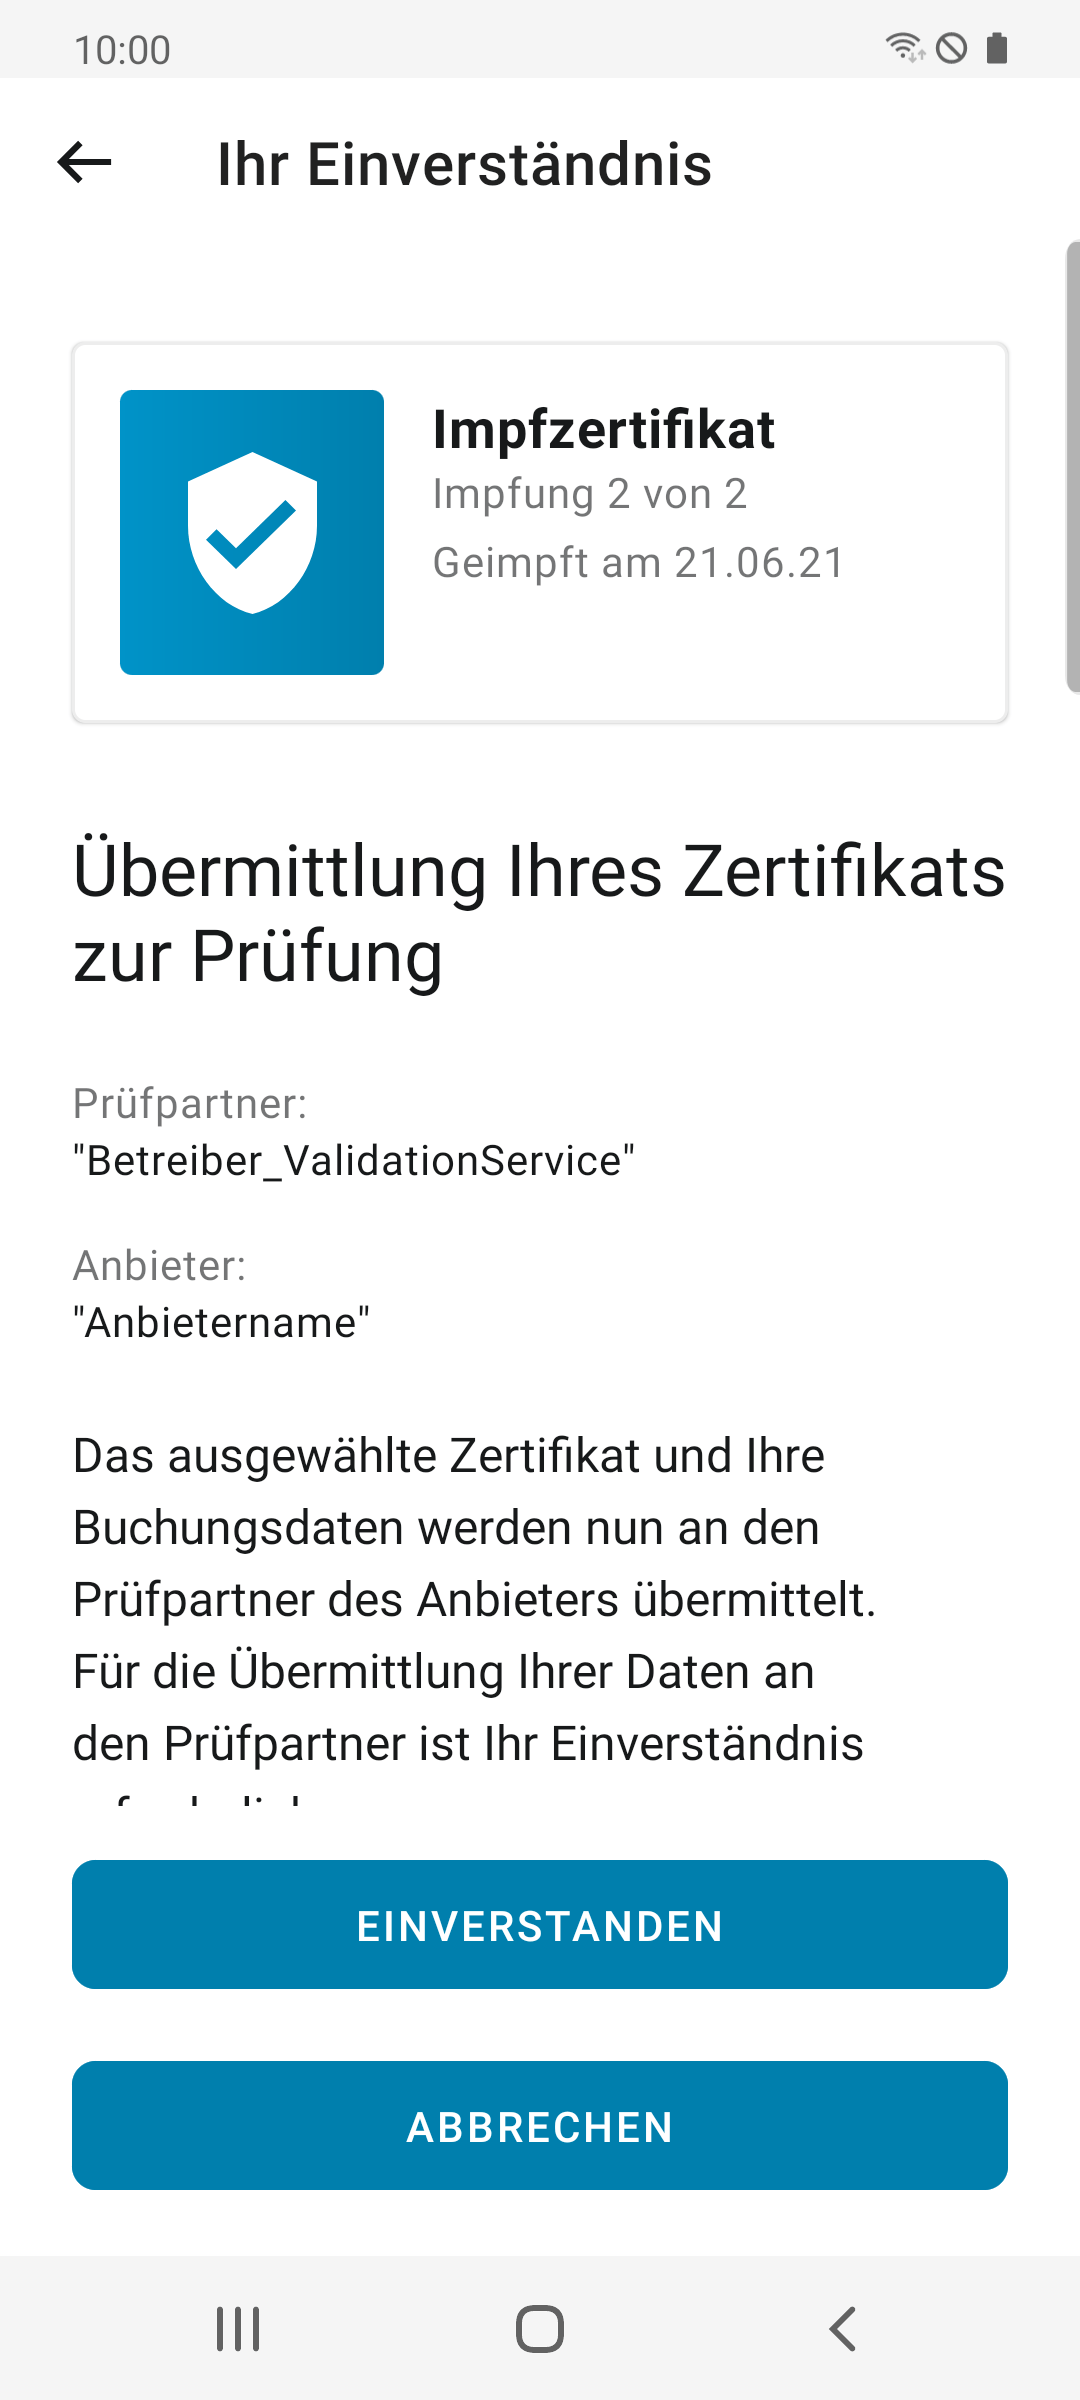 10:00
Ihr Einverständnis
Impfzertifikat
Impfung 2 von 2
Geimpft am 21.06.21
Übermittlung Ihres Zertifikats
zur Prüfung
Prüfpartner:
"Betreiber_ValidationService"
Anbieter:
"Anbietername"
Das ausgewählte Zertifikat und Ihre
Buchungsdaten werden nun an den
Prüfpartner des Anbieters übermittelt.
Für die Übermittlung Ihrer Daten an
den Prüfpartner ist Ihr Einverständnis
EINVERSTANDEN
ABBRECHEN